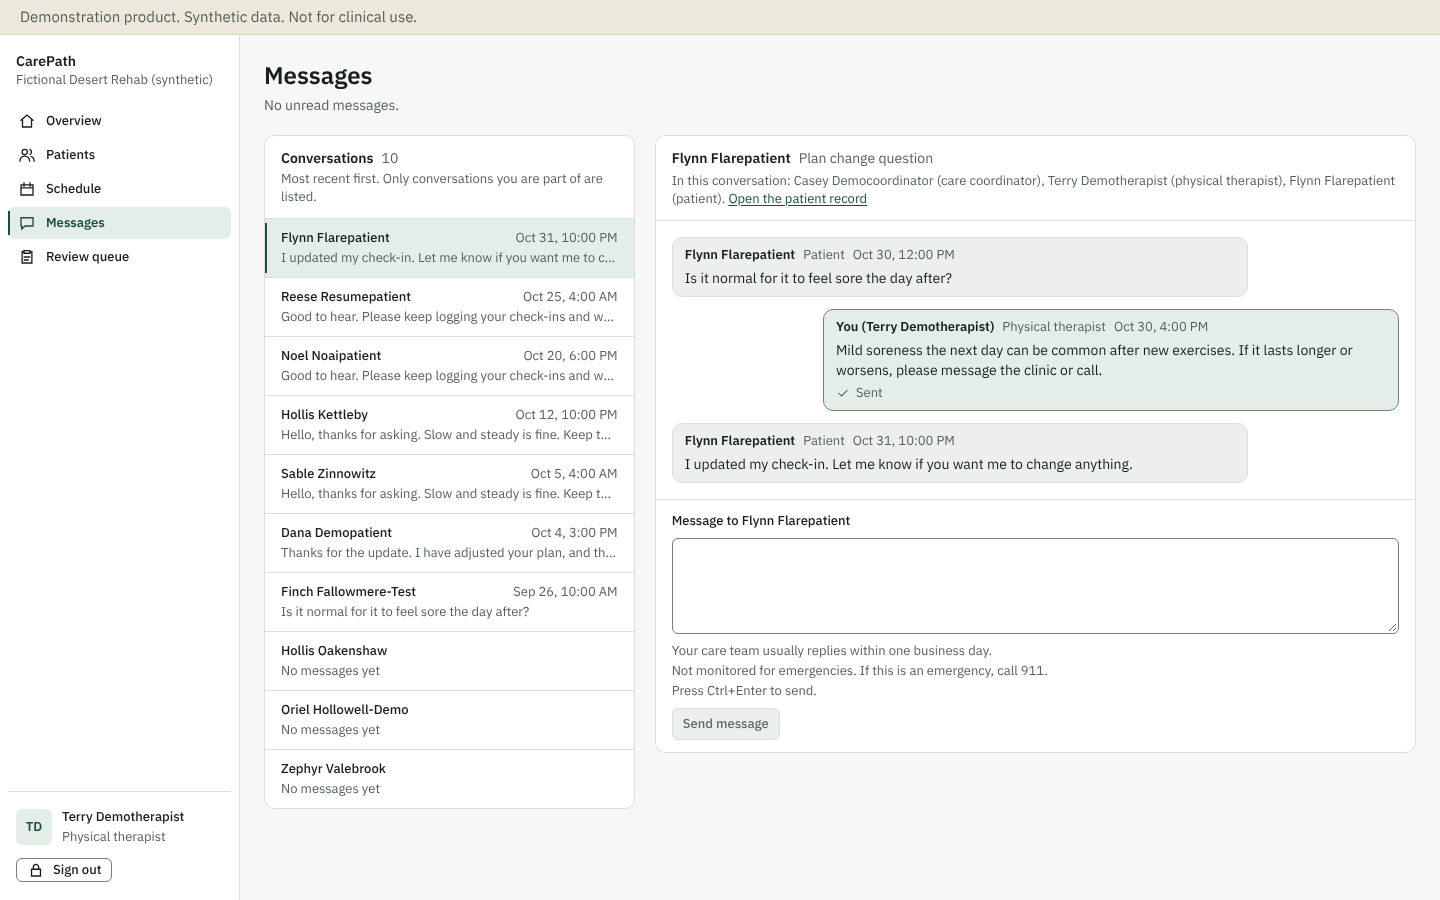 Demonstration product. Synthetic data. Not for clinical use.
CarePath
Fictional Desert Rehab (synthetic)
Overview
Patients
Schedule
Messages
Review queue
TD
Terry Demotherapist
Physical therapist
Sign out
Messages
No unread messages.
Conversations 10
Most recent first. Only conversations you are part of are
listed.
Flynn Flarepatient Oct 31, 10:00 PM
I updated my check-in. Let me know if you want me to c...
Reese Resumepatient Oct 25, 4:00 AM
Good to hear. Please keep logging your check-ins and w...
Noel Noaipatient Oct 20, 6:00 PM
Good to hear. Please keep logging your check-ins and w...
Hollis Kettleby Oct 12, 10:00 PM
Hello, thanks for asking. Slow and steady is fine. Keep t...
Sable Zinnowitz Oct 5, 4:00 AM
Hello, thanks for asking. Slow and steady is fine. Keep t...
Dana Demopatient Oct 4, 3:00 PM
Thanks for the update. I have adjusted your plan, and th...
Finch Fallowmere-Test Sep 26, 10:00 AM
Is it normal for it to feel sore the day after?
Hollis Oakenshaw
No messages yet
Oriel Hollowell-Demo
No messages yet
Zephyr Valebrook
No messages yet
Flynn Flarepatient Plan change question
In this conversation: Casey Democoordinator (care coordinator), Terry Demotherapist (physical therapist), Flynn Flarepatient
(patient). Open the patient record
Flynn Flarepatient Patient Oct 30, 12:00 PM
Is it normal for it to feel sore the day after?
You (Terry Demotherapist) Physical therapist Oct 30, 4:00 PM
Mild soreness the next day can be common after new exercises. If it lasts longer or
worsens, please message the clinic or call.
Sent
Flynn Flarepatient Patient Oct 31, 10:00 PM
I updated my check-in. Let me know if you want me to change anything.
Message to Flynn Flarepatient
Your care team usually replies within one business day.
Not monitored for emergencies. If this is an emergency, call 911.
Press Ctrl+Enter to send.
Send message